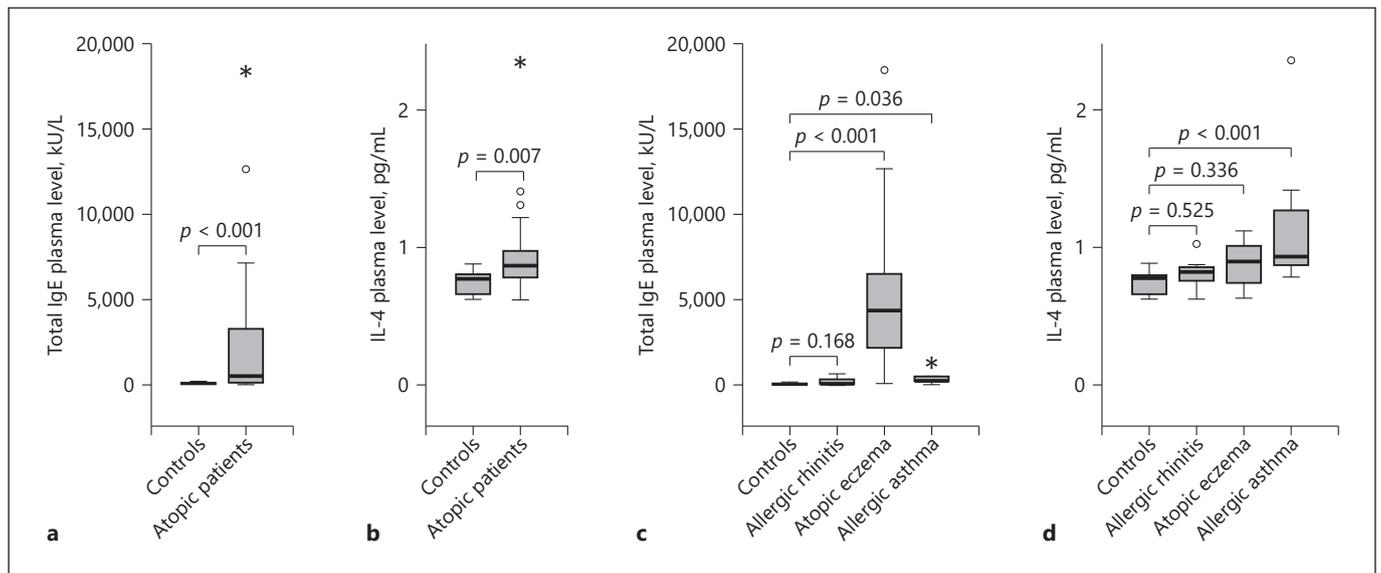 Total IgE plasma level, kU/L
20,000
15,000
10,000
5,000
0
*
p < 0.001
Controls
Atopic patients
a
IL-4 plasma level, pg/mL
2
1
0
*
p = 0.007
Controls
Atopic patients
b
Total IgE plasma level, kU/L
20,000
15,000
10,000
5,000
0
p = 0.036
p < 0.001
p = 0.168
*
Controls
Allergic rhinitis
Atopic eczema
Allergic asthma
c
IL-4 plasma level, pg/mL
2
1
0
p < 0.001
p = 0.336
p = 0.525
Controls
Allergic rhinitis
Atopic eczema
Allergic asthma
d